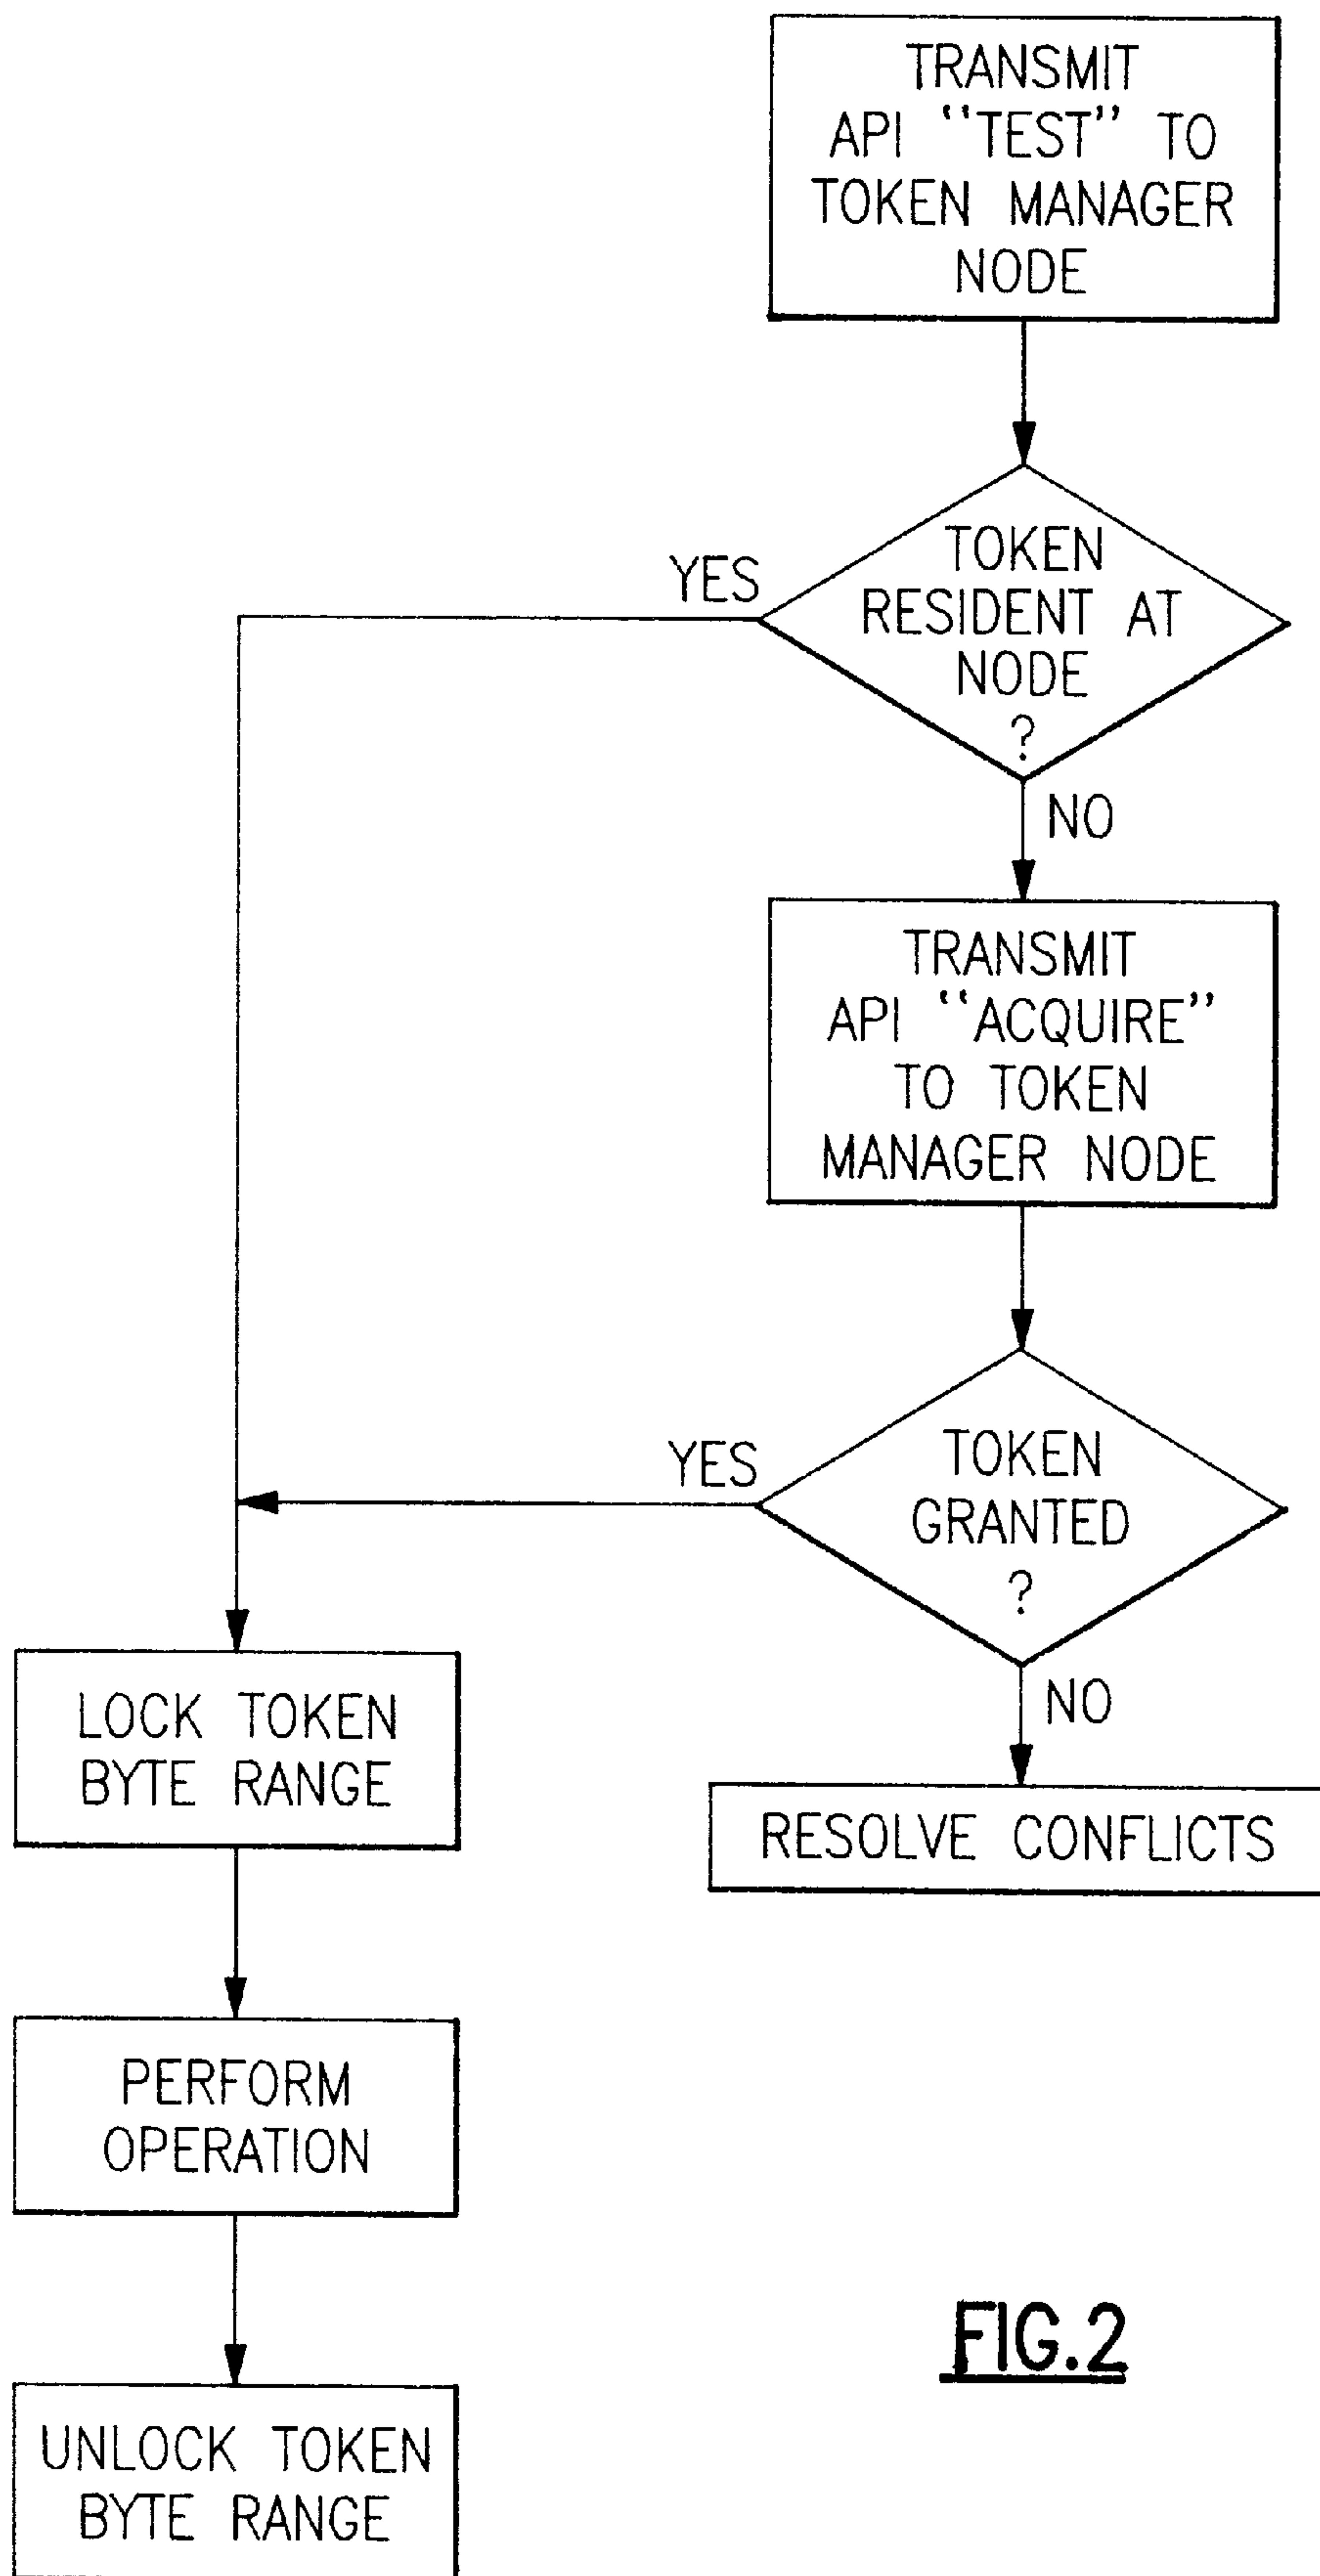 TRANSMIT
API “TEST” TO
TOKEN MANAGER
NODE
YES
TOKEN
RESIDENT AT
NODE
?
NO
TRANSMIT
API “ACQUIRE”
TO TOKEN
MANAGER NODE
YES
TOKEN
GRANTED
?
NO
RESOLVE CONFLICTS
LOCK TOKEN
BYTE RANGE
PERFORM
OPERATION
UNLOCK TOKEN
BYTE RANGE
FIG.2